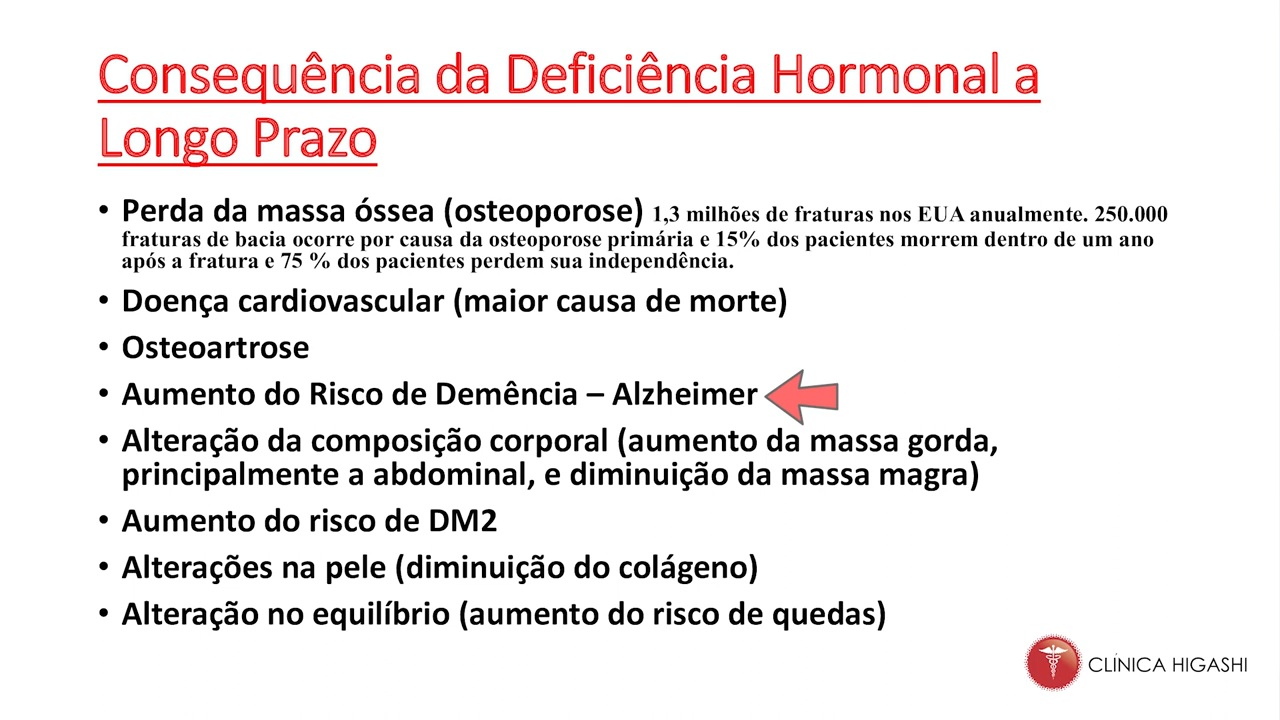 Consequência da Deficiência Hormonal a
Longo Prazo
• Perda da massa óssea (osteoporose) 1,3 milhões de fraturas nos EUA anualmente. 250.000
fraturas de bacia ocorre por causa da osteoporose primária e 15% dos pacientes morrem dentro de um ano
após a fratura e 75 % dos pacientes perdem sua independência.
• Doença cardiovascular (maior causa de morte)
• Osteoartrose
• Aumento do Risco de Demência – Alzheimer
• Alteração da composição corporal (aumento da massa gorda,
principalmente a abdominal, e diminuição da massa magra)
• Aumento do risco de DM2
• Alterações na pele (diminuição do colágeno)
• Alteração no equilíbrio (aumento do risco de quedas)
CLÍNICA HIGASHI